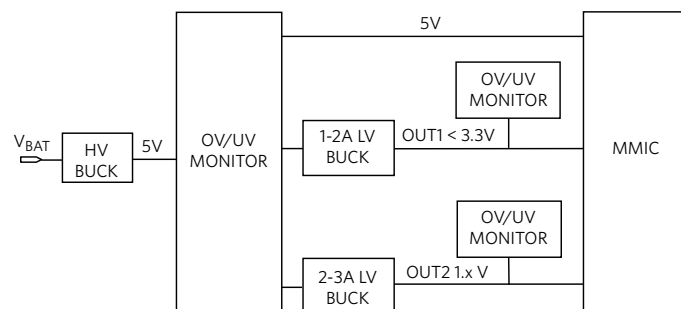 5V
OV/UV
MONITOR
V_BAT
HV
BUCK
5V
OV/UV
MONITOR
1-2A LV
BUCK
OUT1 < 3.3V
MMIC
OV/UV
MONITOR
2-3A LV
BUCK
OUT2 1.x V